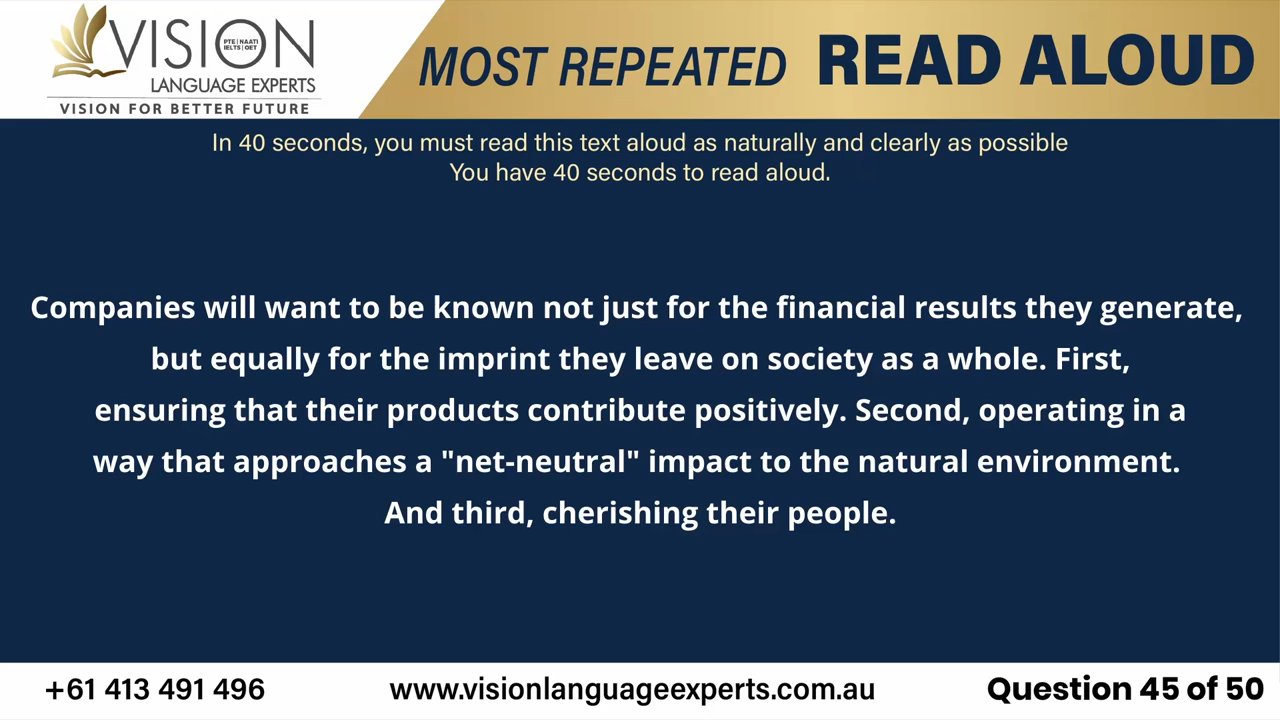 VISION
PTE | NAATI
IELTS | OET
LANGUAGE EXPERTS
VISION FOR BETTER FUTURE
MOST REPEATED READ ALOUD
In 40 seconds, you must read this text aloud as naturally and clearly as possible
You have 40 seconds to read aloud.
Companies will want to be known not just for the financial results they generate,
but equally for the imprint they leave on society as a whole. First,
ensuring that their products contribute positively. Second, operating in a
way that approaches a "net-neutral" impact to the natural environment.
And third, cherishing their people.
+61 413 491 496
www.visionlanguageexperts.com.au
Question 45 of 50